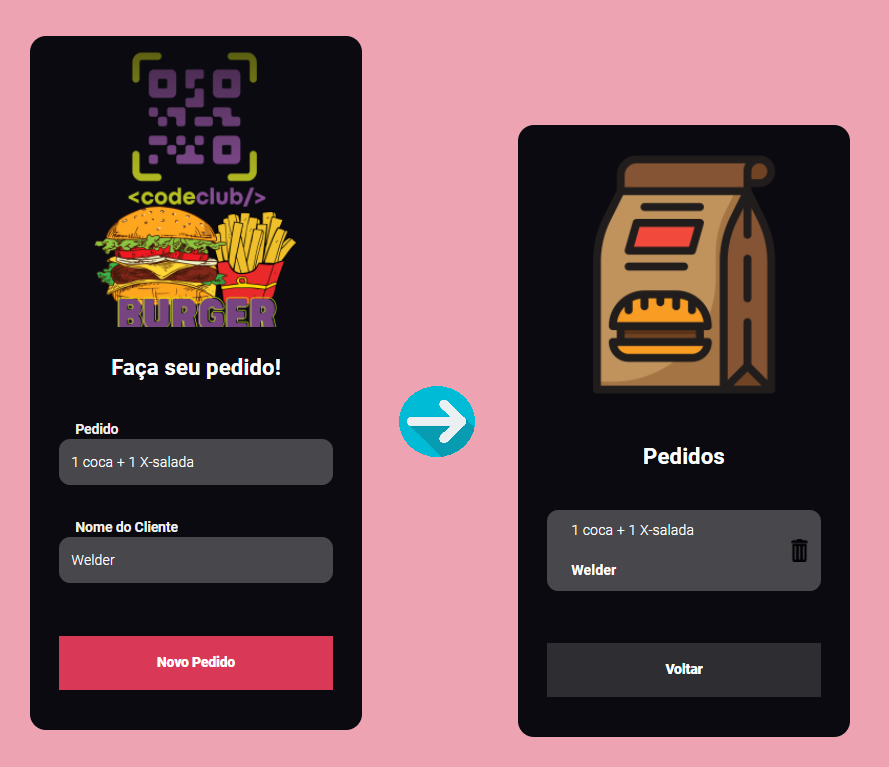 <codeclub/>
BURGER
Faça seu pedido!
Pedido
1 coca + 1 X-salada
Nome do Cliente
Welder
Novo Pedido
Pedidos
1 coca + 1 X-salada
Welder
Voltar